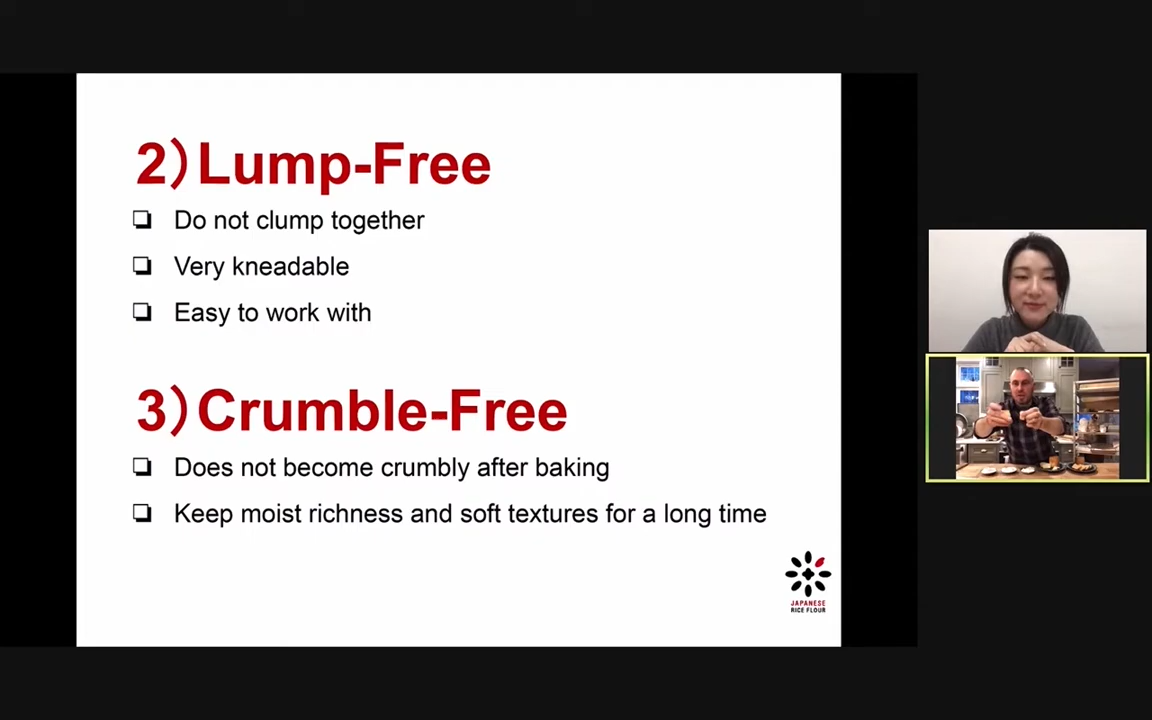 2）Lump-Free
❏ Do not clump together
❏ Very kneadable
❏ Easy to work with
3）Crumble-Free
❏ Does not become crumbly after baking
❏ Keep moist richness and soft textures for a long time
JAPANESE
RICE FLOUR